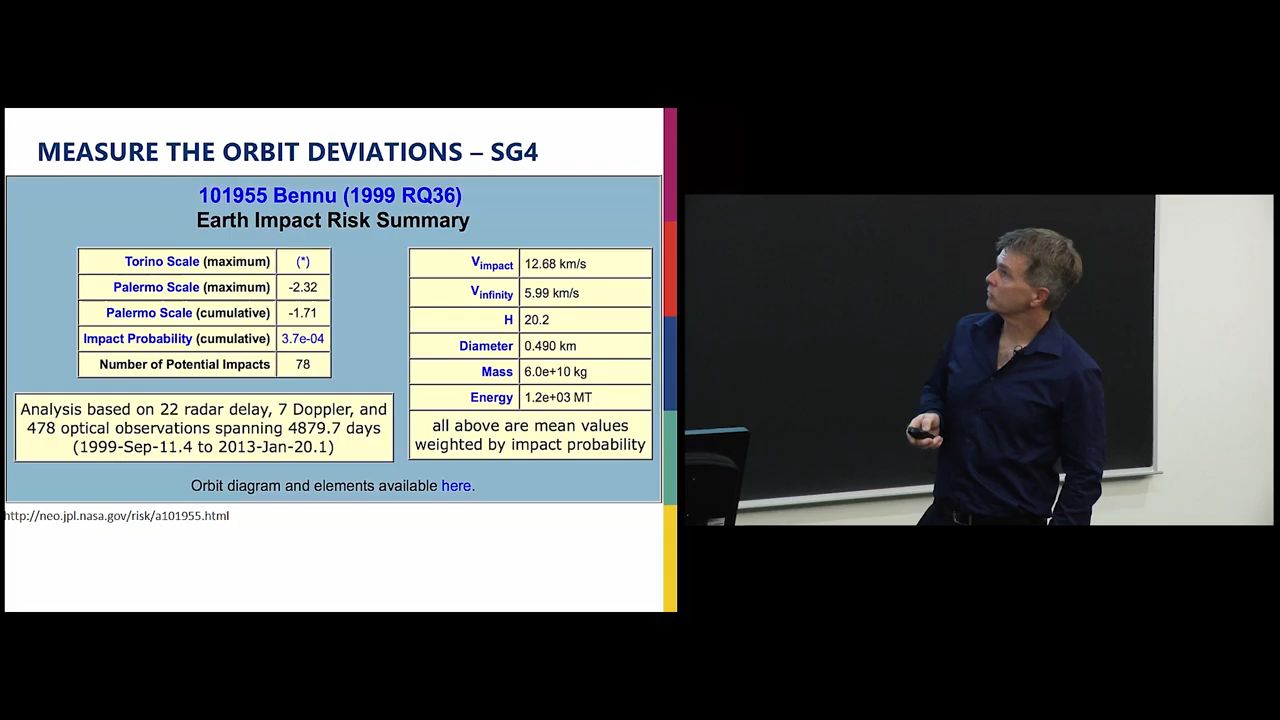 MEASURE THE ORBIT DEVIATIONS – SG4
101955 Bennu (1999 RQ36)
Earth Impact Risk Summary
Torino Scale (maximum) (*)
Palermo Scale (maximum) -2.32
Palermo Scale (cumulative) -1.71
Impact Probability (cumulative) 3.7e-04
Number of Potential Impacts 78
Analysis based on 22 radar delay, 7 Doppler, and
478 optical observations spanning 4879.7 days
(1999-Sep-11.4 to 2013-Jan-20.1)
Vimpact 12.68 km/s
Vinfinity 5.99 km/s
H 20.2
Diameter 0.490 km
Mass 6.0e+10 kg
Energy 1.2e+03 MT
all above are mean values
weighted by impact probability
Orbit diagram and elements available here.
http://neo.jpl.nasa.gov/risk/a101955.html